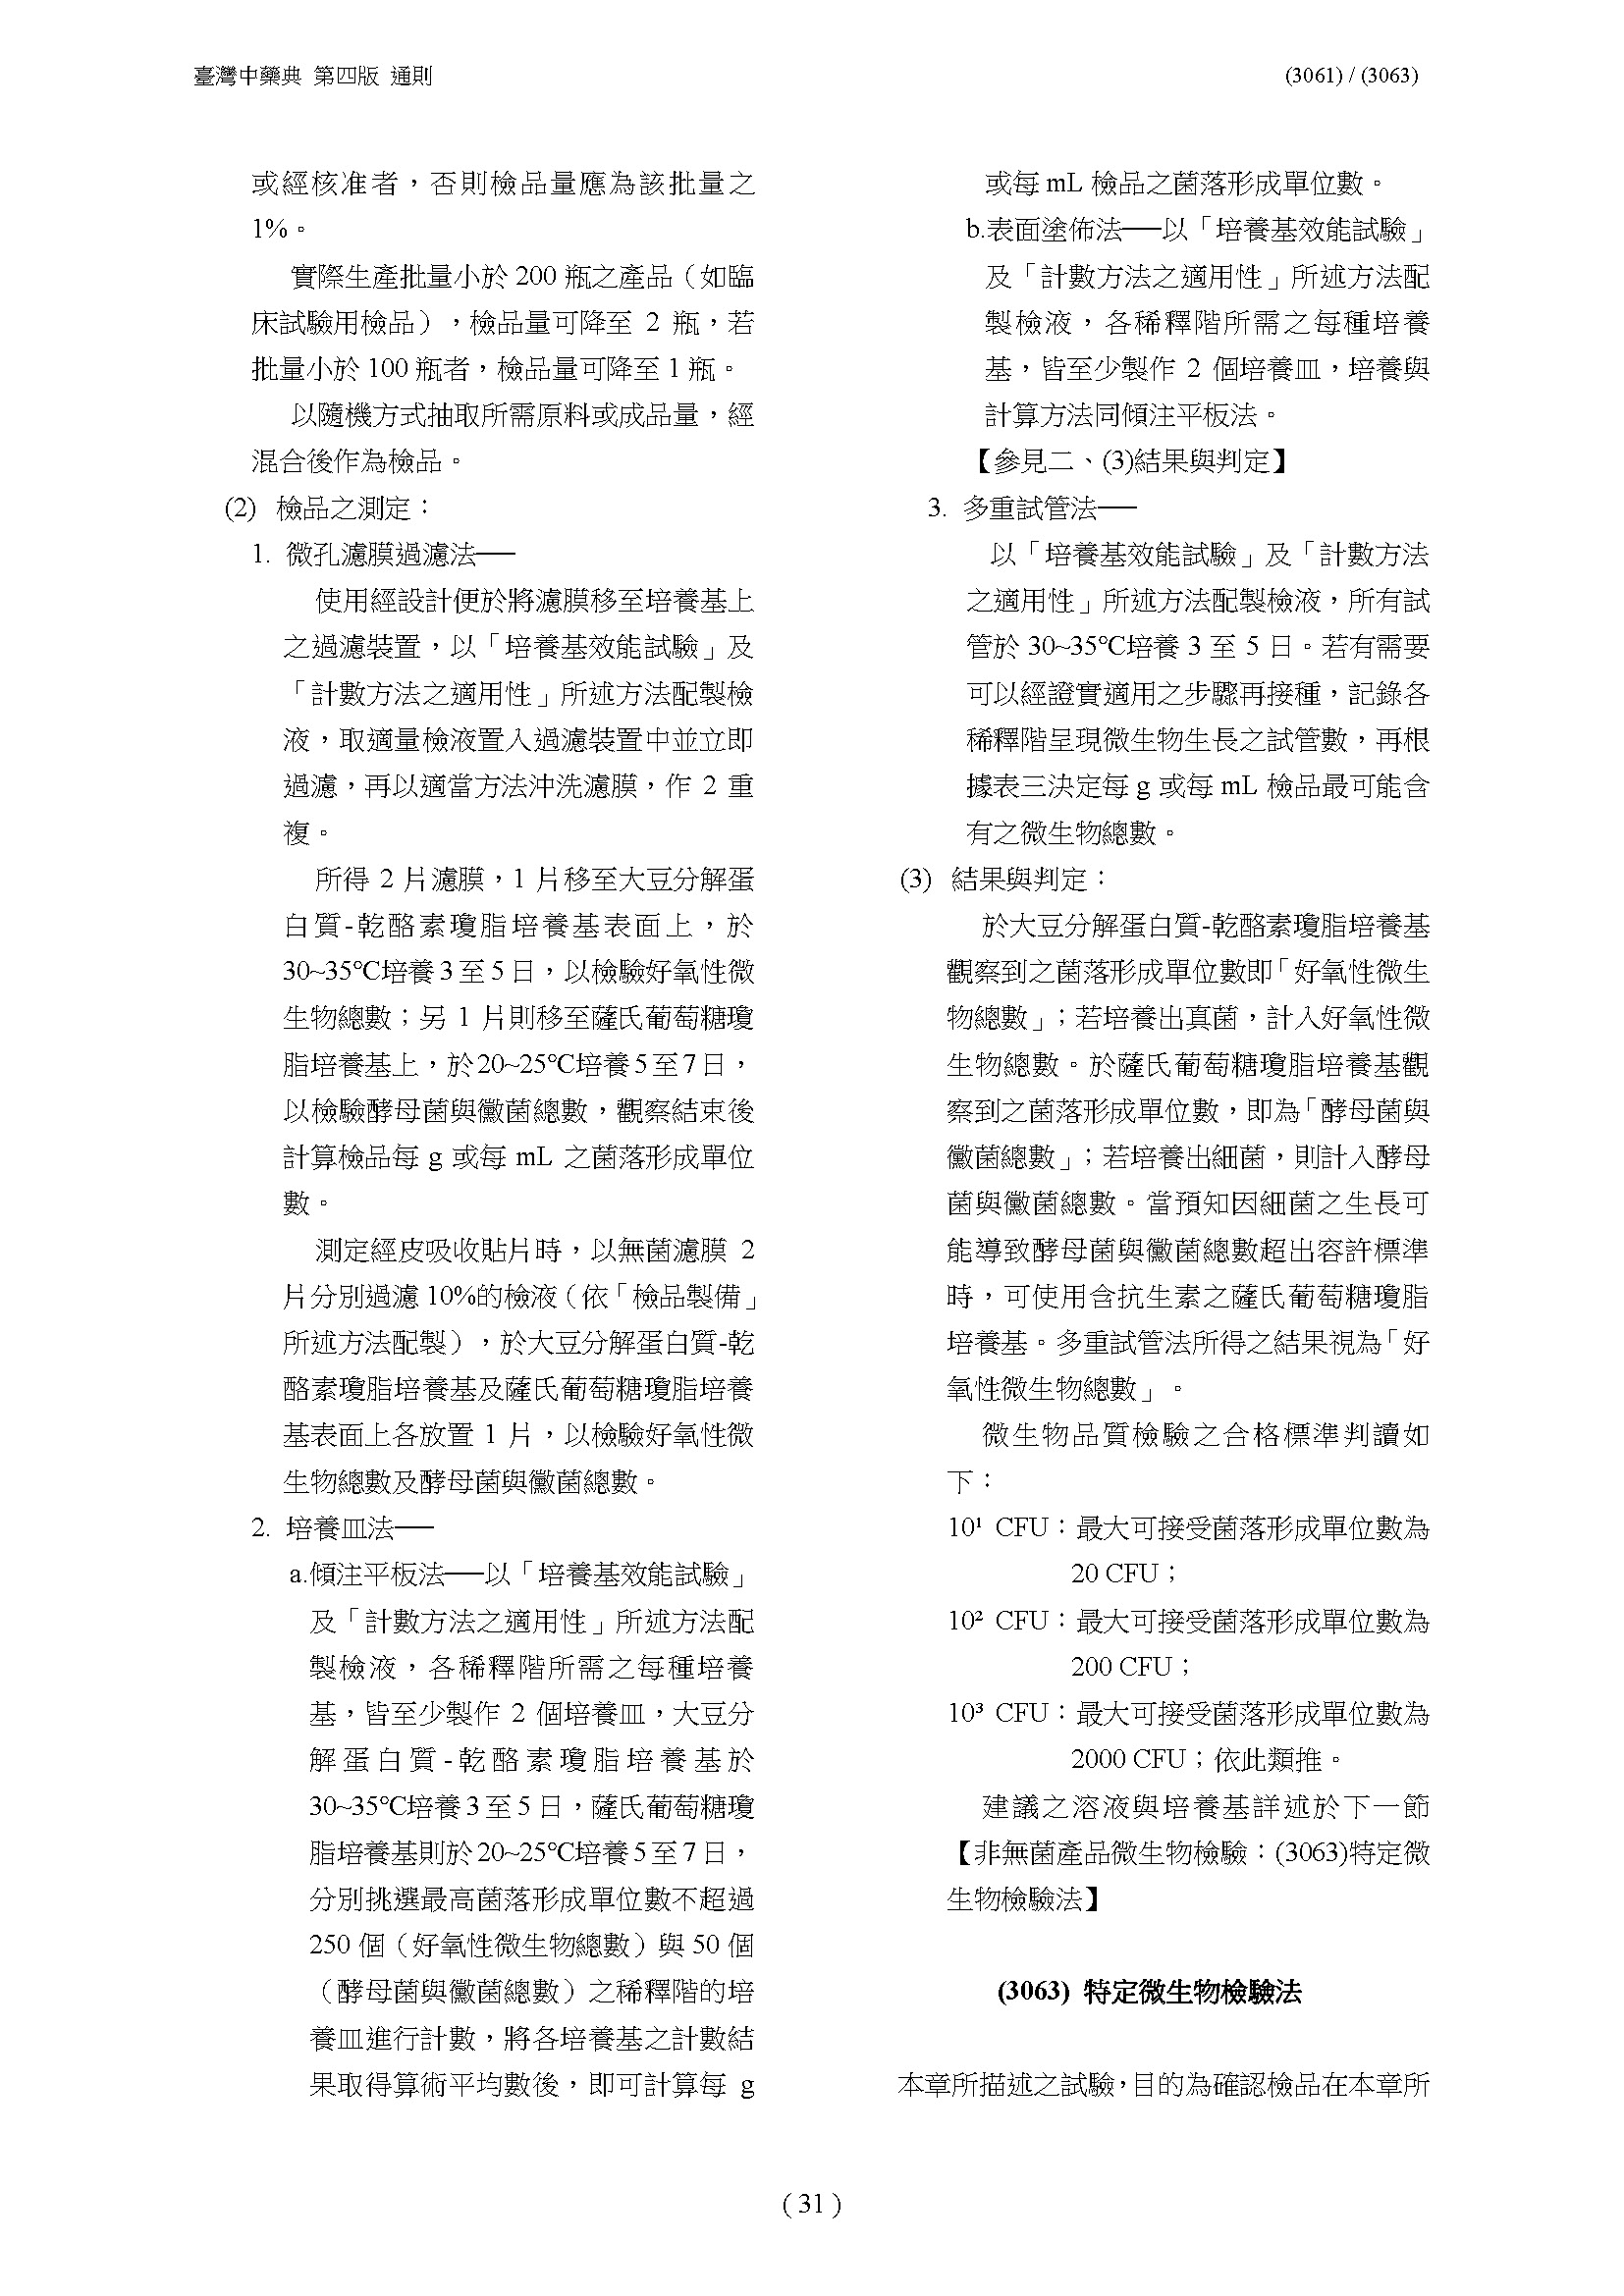 臺灣中藥典 第四版 通則
(3061) / (3063)
或經核准者，否則檢品量應為該批量之
1%。
實際生產批量小於 200 瓶之產品（如臨
床試驗用檢品），檢品量可降至 2 瓶，若
批量小於 100 瓶者，檢品量可降至 1 瓶。
以隨機方式抽取所需原料或成品量，經
混合後作為檢品。
(2) 檢品之測定：
1. 微孔濾膜過濾法──
使用經設計便於將濾膜移至培養基上
之過濾裝置，以「培養基效能試驗」及
「計數方法之適用性」所述方法配製檢
液，取適量檢液置入過濾裝置中並立即
過濾，再以適當方法沖洗濾膜，作 2 重
複。
所得 2 片濾膜，1 片移至大豆分解蛋
白質-乾酪素瓊脂培養基表面上，於
30~35℃培養 3 至 5 日，以檢驗好氧性微
生物總數；另 1 片則移至薩氏葡萄糖瓊
脂培養基上，於20~25℃培養 5 至 7 日，
以檢驗酵母菌與黴菌總數，觀察結束後
計算檢品每 g 或每 mL 之菌落形成單位
數。
測定經皮吸收貼片時，以無菌濾膜 2
片分別過濾 10%的檢液（依「檢品製備」
所述方法配製），於大豆分解蛋白質-乾
酪素瓊脂培養基及薩氏葡萄糖瓊脂培養
基表面上各放置 1 片，以檢驗好氧性微
生物總數及酵母菌與黴菌總數。
2. 培養皿法──
a.傾注平板法──以「培養基效能試驗」
及「計數方法之適用性」所述方法配
製檢液，各稀釋階所需之每種培養
基，皆至少製作 2 個培養皿，大豆分
解蛋白質-乾酪素瓊脂培養基於
30~35℃培養 3 至 5 日，薩氏葡萄糖瓊
脂培養基則於 20~25℃培養 5 至 7 日，
分別挑選最高菌落形成單位數不超過
250 個（好氧性微生物總數）與 50 個
（酵母菌與黴菌總數）之稀釋階的培
養皿進行計數，將各培養基之計數結
果取得算術平均數後，即可計算每 g
或每 mL 檢品之菌落形成單位數。
b.表面塗佈法──以「培養基效能試驗」
及「計數方法之適用性」所述方法配
製檢液，各稀釋階所需之每種培養
基，皆至少製作 2 個培養皿，培養與
計算方法同傾注平板法。
【參見二、(3)結果與判定】
3. 多重試管法──
以「培養基效能試驗」及「計數方法
之適用性」所述方法配製檢液，所有試
管於 30~35℃培養 3 至 5 日。若有需要
可以經證實適用之步驟再接種，記錄各
稀釋階呈現微生物生長之試管數，再根
據表三決定每 g 或每 mL 檢品最可能含
有之微生物總數。
(3) 結果與判定：
於大豆分解蛋白質-乾酪素瓊脂培養基
觀察到之菌落形成單位數即「好氧性微生
物總數」；若培養出真菌，計入好氧性微
生物總數。於薩氏葡萄糖瓊脂培養基觀
察到之菌落形成單位數，即為「酵母菌與
黴菌總數」；若培養出細菌，則計入酵母
菌與黴菌總數。當預知因細菌之生長可
能導致酵母菌與黴菌總數超出容許標準
時，可使用含抗生素之薩氏葡萄糖瓊脂
培養基。多重試管法所得之結果視為「好
氧性微生物總數」。
微生物品質檢驗之合格標準判讀如
下：
10¹ CFU：最大可接受菌落形成單位數為
20 CFU；
10² CFU：最大可接受菌落形成單位數為
200 CFU；
10³ CFU：最大可接受菌落形成單位數為
2000 CFU；依此類推。
建議之溶液與培養基詳述於下一節
【非無菌產品微生物檢驗：(3063)特定微
生物檢驗法】
(3063) 特定微生物檢驗法
本章所描述之試驗，目的為確認檢品在本章所
( 31 )